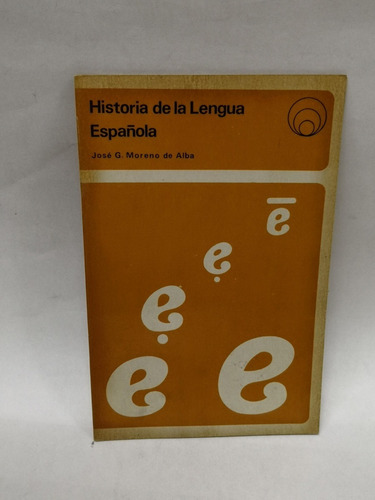 Historia de la Lengua
Española
José G. Moreno de Alba
ē
ẹ
ẹ
e
e